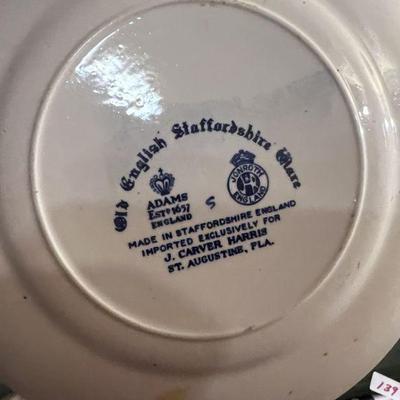 Old English Staffordshire Ware
ADAMS
ESTD 1657
ENGLAND
S
JONROTH
ENGLAND
MADE IN STAFFORDSHIRE ENGLAND
IMPORTED EXCLUSIVELY FOR
J. CARVER HARRIS
ST. AUGUSTINE, FLA.
139